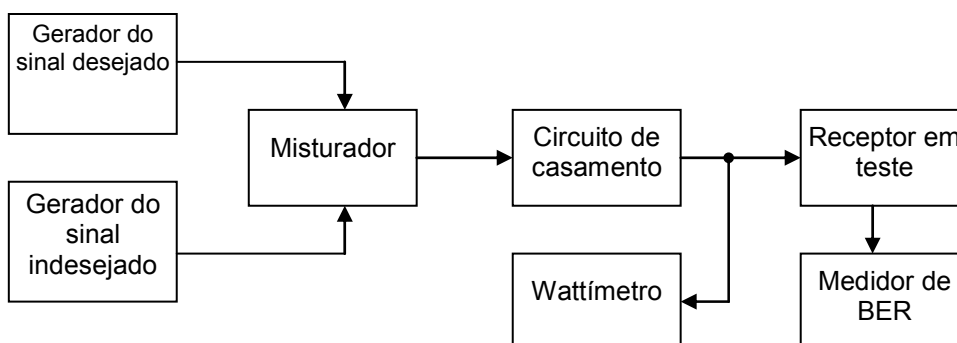 Gerador do
sinal desejado
Misturador
Circuito de
casamento
Receptor em
teste
Gerador do
sinal
indesejado
Wattímetro
Medidor de
BER